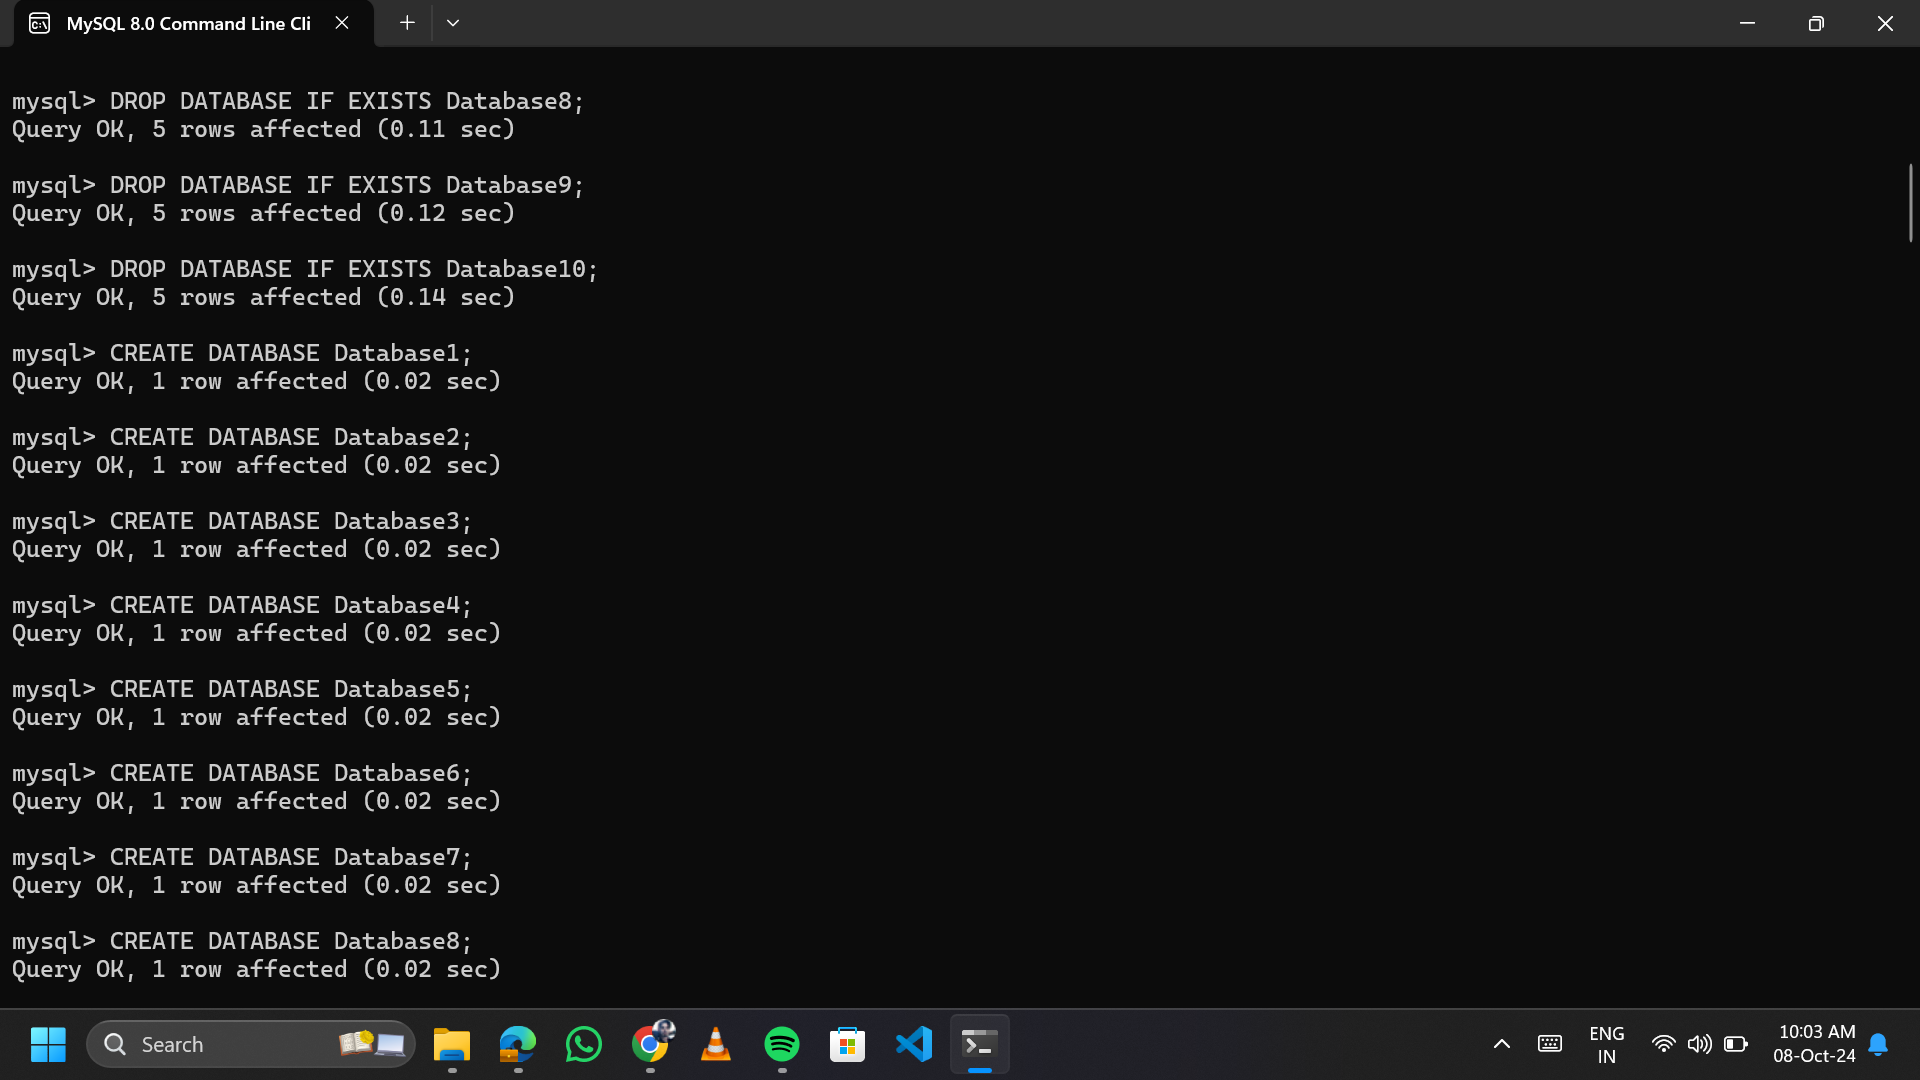 MySQL 8.0 Command Line Cli
mysql> DROP DATABASE IF EXISTS Database8;
Query OK, 5 rows affected (0.11 sec)
mysql> DROP DATABASE IF EXISTS Database9;
Query OK, 5 rows affected (0.12 sec)
mysql> DROP DATABASE IF EXISTS Database10;
Query OK, 5 rows affected (0.14 sec)
mysql> CREATE DATABASE Database1;
Query OK, 1 row affected (0.02 sec)
mysql> CREATE DATABASE Database2;
Query OK, 1 row affected (0.02 sec)
mysql> CREATE DATABASE Database3;
Query OK, 1 row affected (0.02 sec)
mysql> CREATE DATABASE Database4;
Query OK, 1 row affected (0.02 sec)
mysql> CREATE DATABASE Database5;
Query OK, 1 row affected (0.02 sec)
mysql> CREATE DATABASE Database6;
Query OK, 1 row affected (0.02 sec)
mysql> CREATE DATABASE Database7;
Query OK, 1 row affected (0.02 sec)
mysql> CREATE DATABASE Database8;
Query OK, 1 row affected (0.02 sec)
Search
ENG
IN
10:03 AM
08-Oct-24